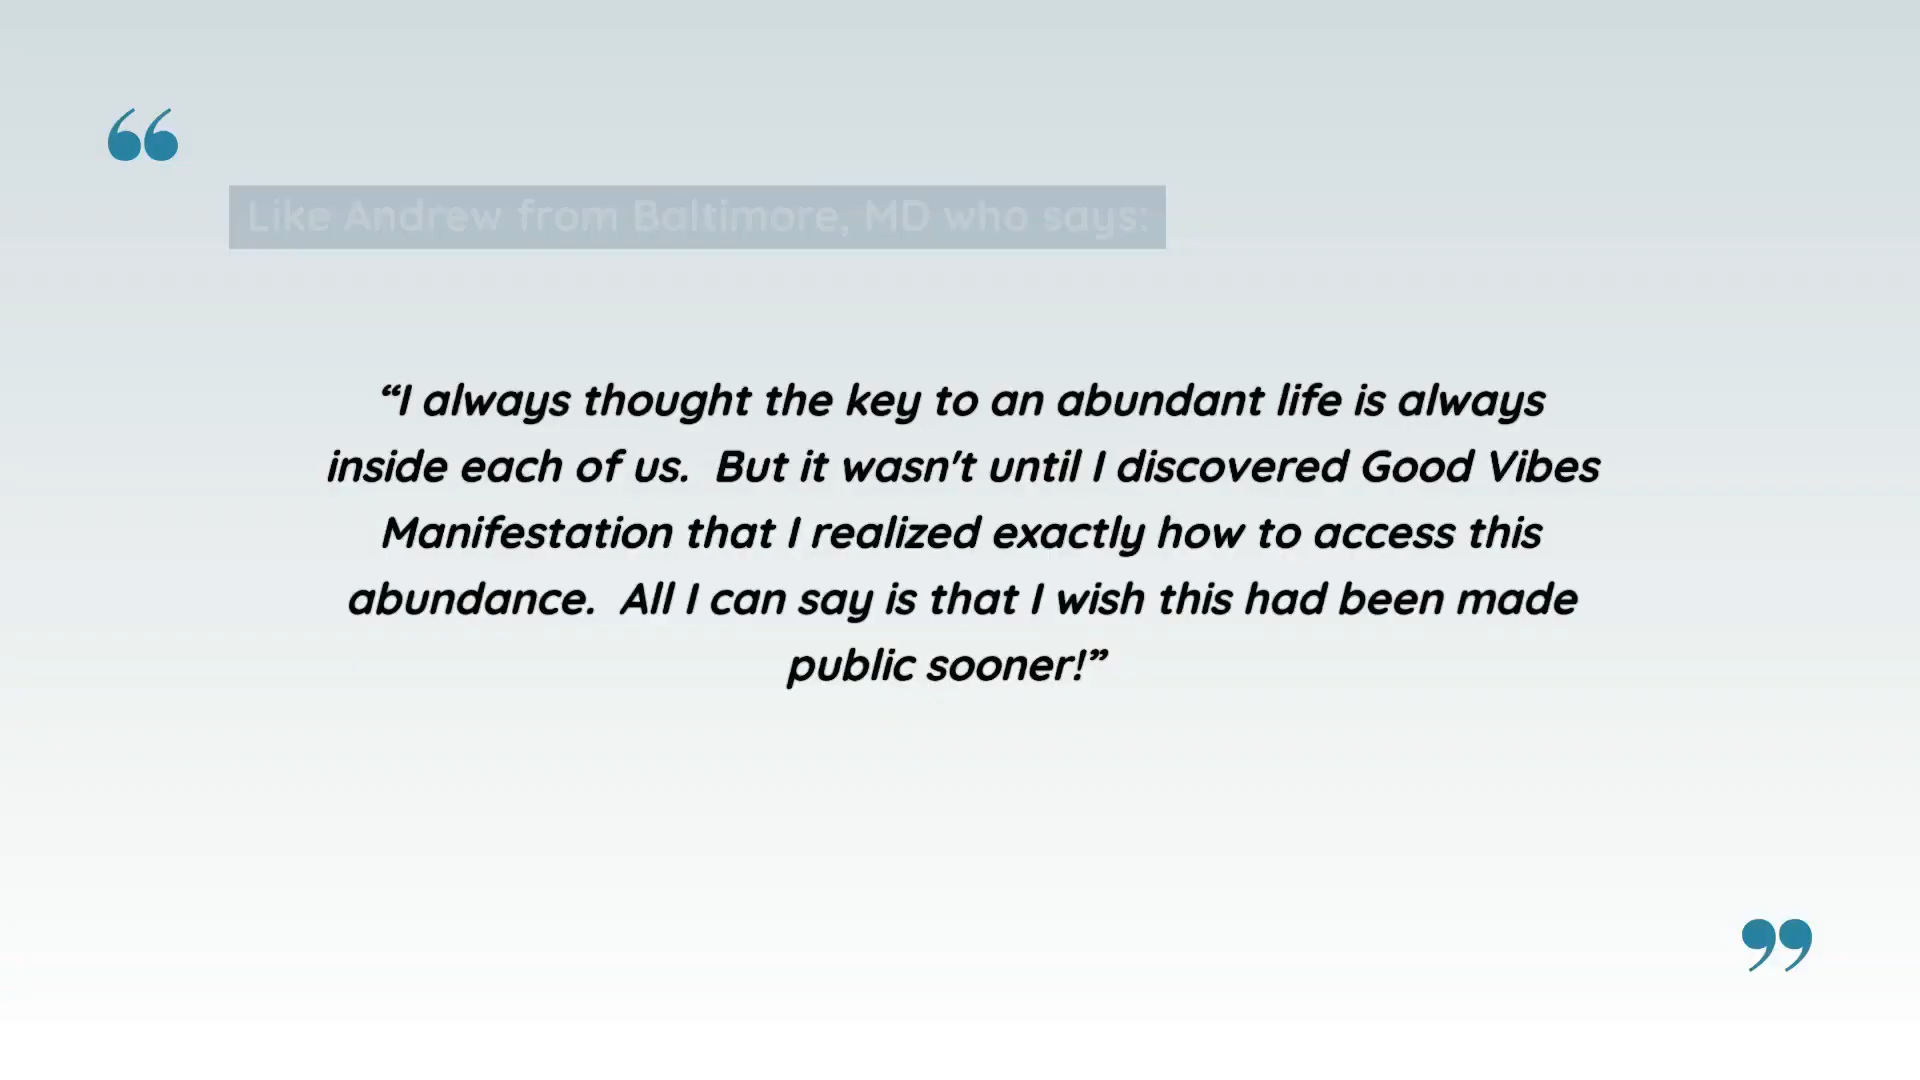 Like Andrew from Baltimore, MD who says:
“I always thought the key to an abundant life is always
inside each of us.  But it wasn't until I discovered Good Vibes
Manifestation that I realized exactly how to access this
abundance.  All I can say is that I wish this had been made
public sooner!”